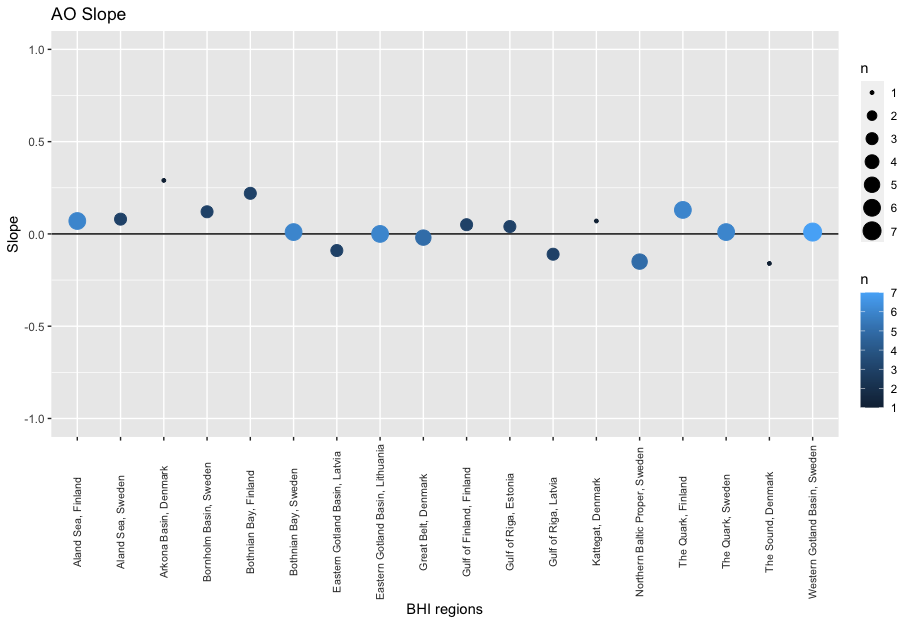 AO Slope
1.0
0.5
0.0
-0.5
-1.0
Slope
Aland Sea, Finland
Aland Sea, Sweden
Arkona Basin, Denmark
Bornholm Basin, Sweden
Bothnian Bay, Finland
Bothnian Bay, Sweden
Eastern Gotland Basin, Latvia
Eastern Gotland Basin, Lithuania
Great Belt, Denmark
Gulf of Finland, Finland
Gulf of Riga, Estonia
Gulf of Riga, Latvia
Kattegat, Denmark
Northern Baltic Proper, Sweden
The Quark, Finland
The Quark, Sweden
The Sound, Denmark
Western Gotland Basin, Sweden
BHI regions
n
1
2
3
4
5
6
7
n
7
6
5
4
3
2
1